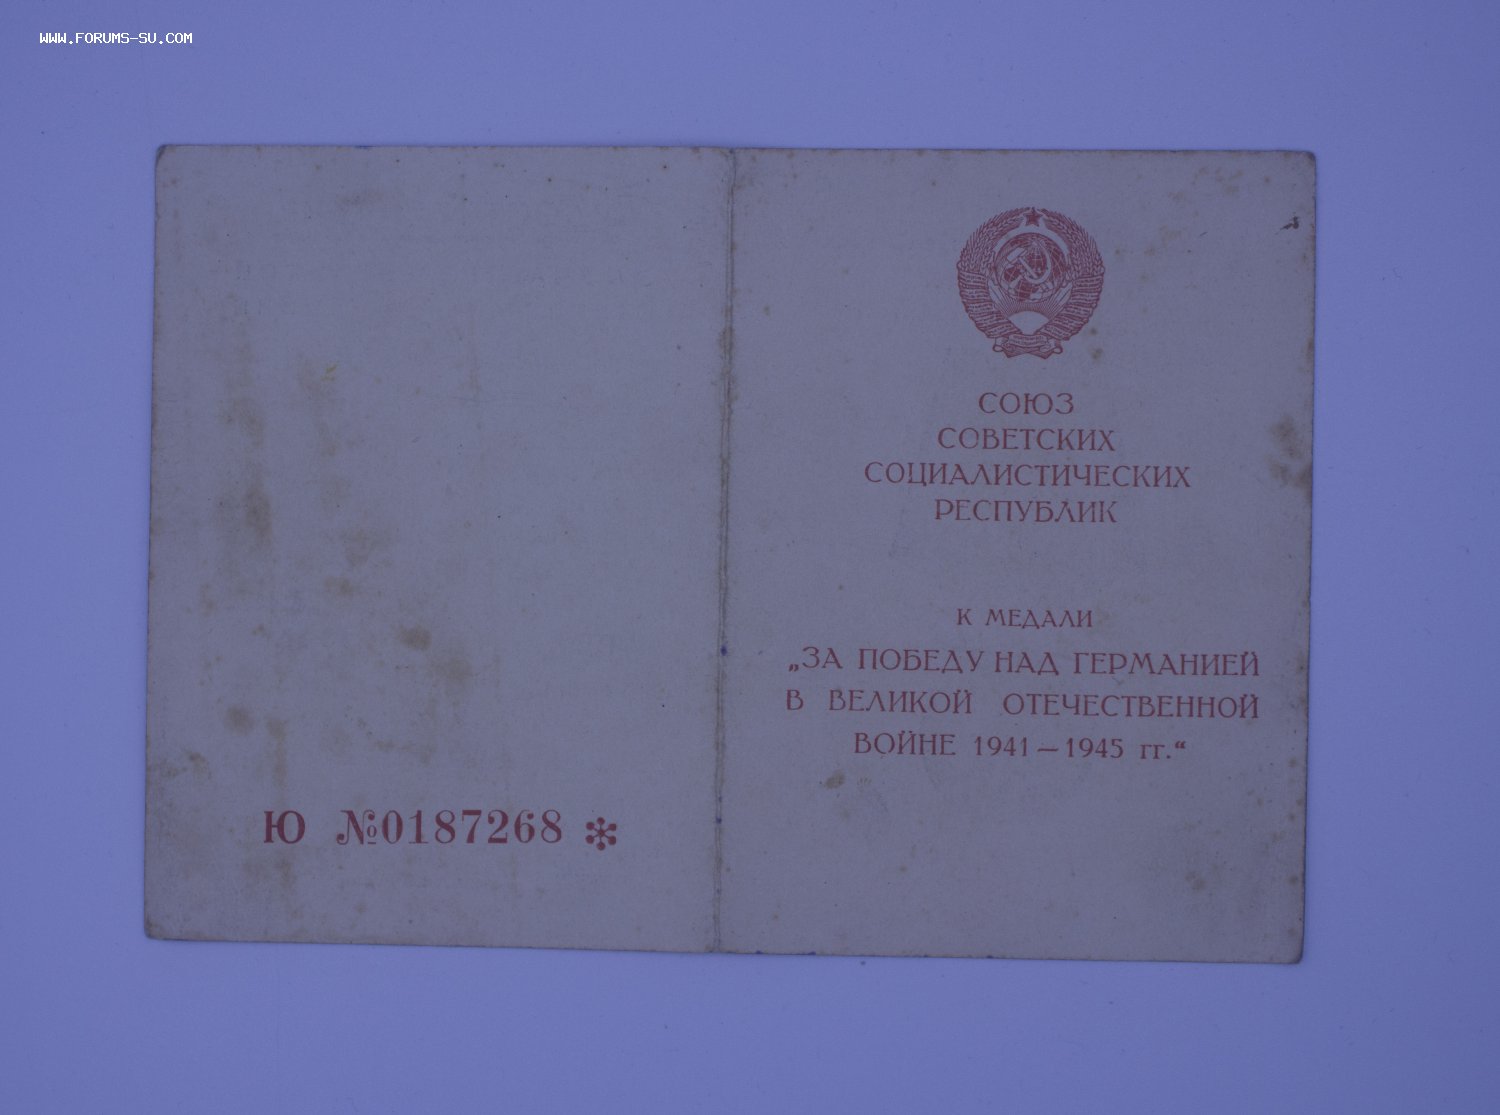 WWW.FORUMS-SU.COM
Ю №0187268
СОЮЗ
СОВЕТСКИХ
СОЦИАЛИСТИЧЕСКИХ
РЕСПУБЛИК
К МЕДАЛИ
„ЗА ПОБЕДУ НАД ГЕРМАНИЕЙ
В ВЕЛИКОЙ ОТЕЧЕСТВЕННОЙ
ВОЙНЕ 1941—1945 гг.“